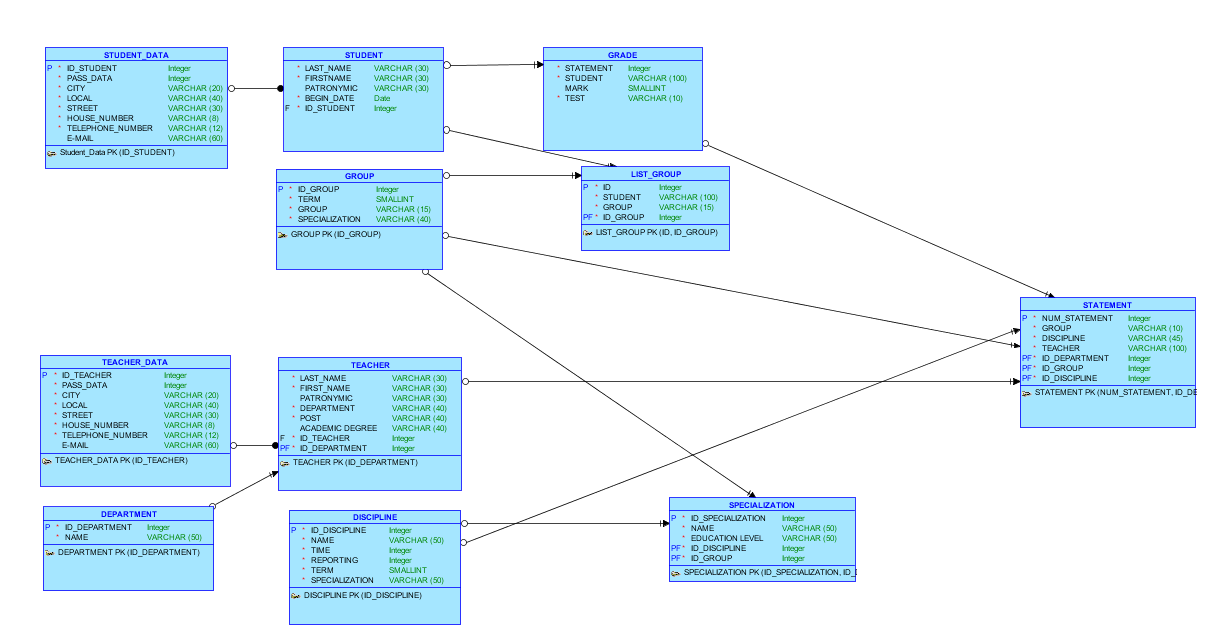 STUDENT_DATA
P * ID_STUDENT Integer
* PASS_DATA Integer
* CITY VARCHAR (20)
* LOCAL VARCHAR (40)
* STREET VARCHAR (30)
* HOUSE_NUMBER VARCHAR (8)
* TELEPHONE_NUMBER VARCHAR (12)
E-MAIL VARCHAR (60)
Student_Data PK (ID_STUDENT)
STUDENT
* LAST_NAME VARCHAR (30)
* FIRSTNAME VARCHAR (30)
PATRONYMIC VARCHAR (30)
* BEGIN_DATE Date
F * ID_STUDENT Integer
GRADE
* STATEMENT Integer
* STUDENT VARCHAR (100)
MARK SMALLINT
* TEST VARCHAR (10)
GROUP
P * ID_GROUP Integer
* TERM SMALLINT
* GROUP VARCHAR (15)
* SPECIALIZATION VARCHAR (40)
GROUP PK (ID_GROUP)
LIST_GROUP
P * ID Integer
* STUDENT VARCHAR (100)
* GROUP VARCHAR (15)
PF * ID_GROUP Integer
LIST_GROUP PK (ID, ID_GROUP)
STATEMENT
P * NUM_STATEMENT Integer
* GROUP VARCHAR (10)
* DISCIPLINE VARCHAR (45)
* TEACHER VARCHAR (100)
PF * ID_DEPARTMENT Integer
PF * ID_GROUP Integer
PF * ID_DISCIPLINE Integer
STATEMENT PK (NUM_STATEMENT, ID_DE
TEACHER_DATA
P * ID_TEACHER Integer
* PASS_DATA Integer
* CITY VARCHAR (20)
* LOCAL VARCHAR (40)
* STREET VARCHAR (30)
* HOUSE_NUMBER VARCHAR (8)
* TELEPHONE_NUMBER VARCHAR (12)
E-MAIL VARCHAR (60)
TEACHER_DATA PK (ID_TEACHER)
TEACHER
* LAST_NAME VARCHAR (30)
* FIRST_NAME VARCHAR (30)
PATRONYMIC VARCHAR (30)
* DEPARTMENT VARCHAR (40)
* POST VARCHAR (40)
ACADEMIC DEGREE VARCHAR (40)
F * ID_TEACHER Integer
PF * ID_DEPARTMENT Integer
TEACHER PK (ID_DEPARTMENT)
DEPARTMENT
P * ID_DEPARTMENT Integer
* NAME VARCHAR (50)
DEPARTMENT PK (ID_DEPARTMENT)
DISCIPLINE
P * ID_DISCIPLINE Integer
* NAME VARCHAR (50)
* TIME Integer
* REPORTING Integer
* TERM SMALLINT
* SPECIALIZATION VARCHAR (50)
DISCIPLINE PK (ID_DISCIPLINE)
SPECIALIZATION
P * ID_SPECIALIZATION Integer
* NAME VARCHAR (50)
* EDUCATION LEVEL VARCHAR (50)
PF * ID_DISCIPLINE Integer
PF * ID_GROUP Integer
SPECIALIZATION PK (ID_SPECIALIZATION, ID_